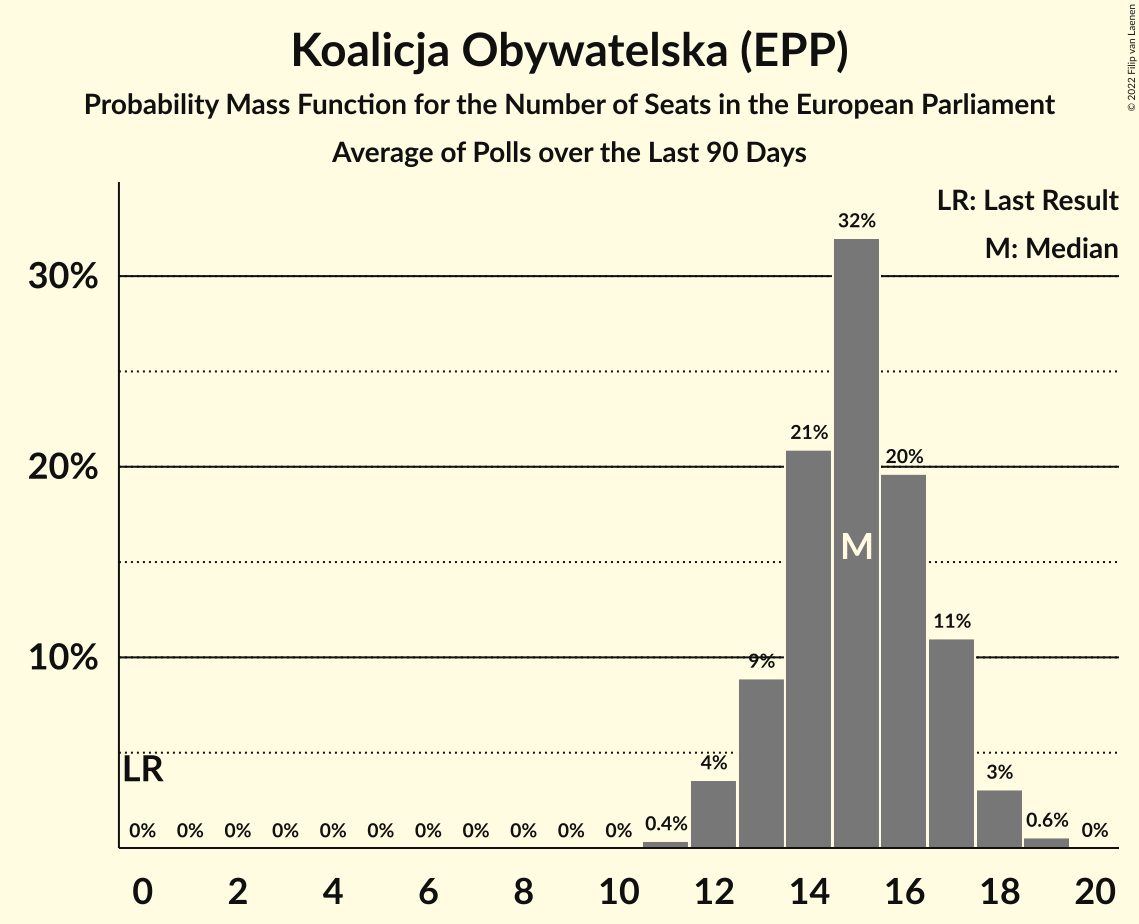 Koalicja Obywatelska (EPP)
Probability Mass Function for the Number of Seats in the European Parliament
Average of Polls over the Last 90 Days
© 2022 Filip van Laenen
LR: Last Result
M: Median
30%
20%
10%
32%
21%
20%
M
11%
9%
4%
3%
LR
0% 0% 0% 0% 0% 0% 0% 0% 0% 0% 0% 0.4% 0.6% 0%
0 2 4 6 8 10 12 14 16 18 20